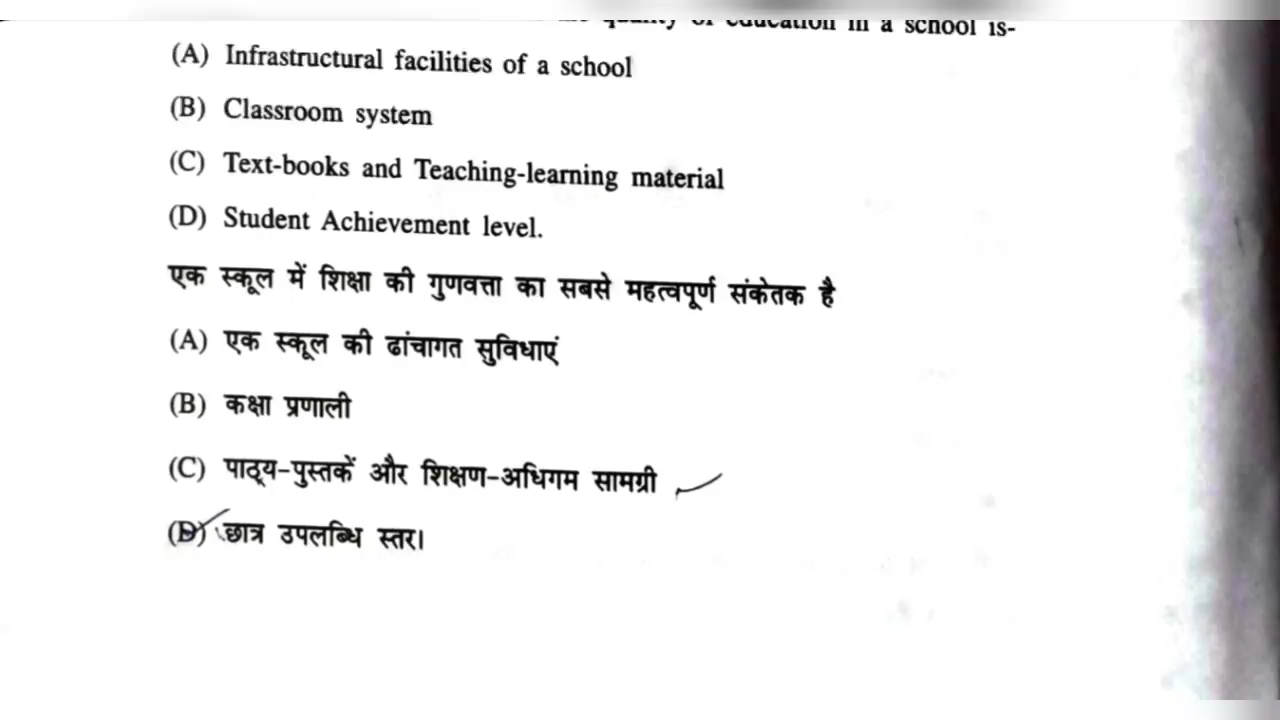 quality of education in a school is-
(A) Infrastructural facilities of a school
(B) Classroom system
(C) Text-books and Teaching-learning material
(D) Student Achievement level.
एक स्कूल में शिक्षा की गुणवत्ता का सबसे महत्वपूर्ण संकेतक है
(A) एक स्कूल की ढांचागत सुविधाएं
(B) कक्षा प्रणाली
(C) पाठ्य-पुस्तकें और शिक्षण-अधिगम सामग्री
(D) छात्र उपलब्धि स्तर।